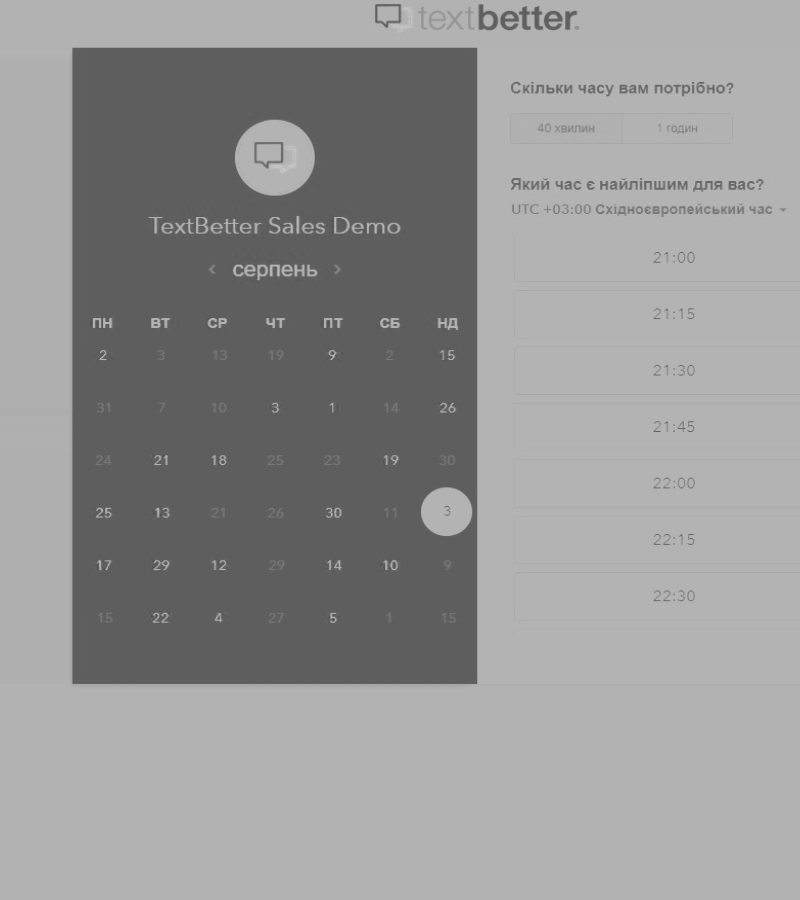 textbetter.
TextBetter Sales Demo
‹ серпень ›
ПН ВТ СР ЧТ ПТ СБ НД
2 3 13 19 9 2 15
31 7 10 3 1 14 26
24 21 18 25 23 19 30
25 13 21 26 30 11 3
17 29 12 29 14 10 9
15 22 4 27 5 1 15
Скільки часу вам потрібно?
40 хвилин 1 годин
Який час є найліпшим для вас?
UTC +03:00 Східноєвропейський час
21:00
21:15
21:30
21:45
22:00
22:15
22:30